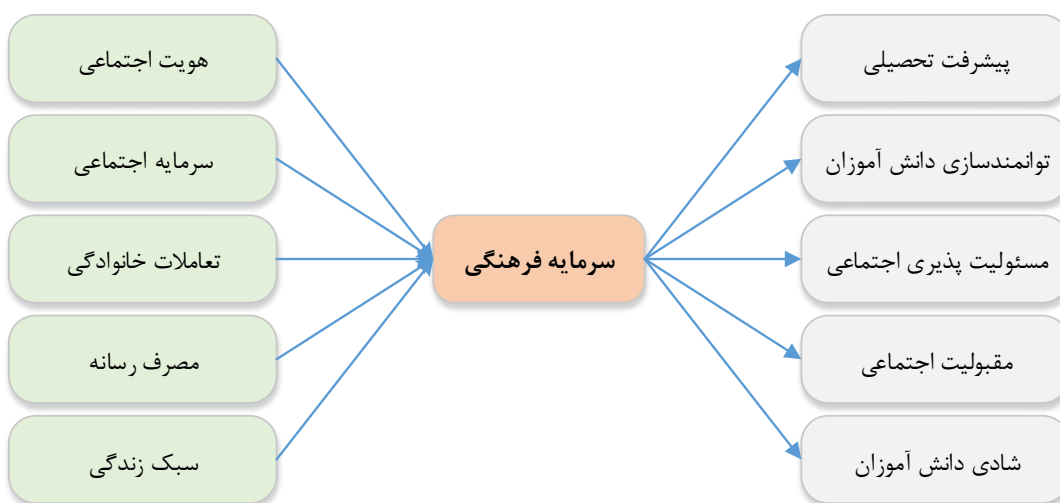 هویت اجتماعی
سرمایه اجتماعی
تعاملات خانوادگی
مصرف رسانه
سبک زندگی
سرمایه فرهنگی
پیشرفت تحصیلی
توانمندسازی دانش آموزان
مسئولیت پذیری اجتماعی
مقبولیت اجتماعی
شادی دانش آموزان